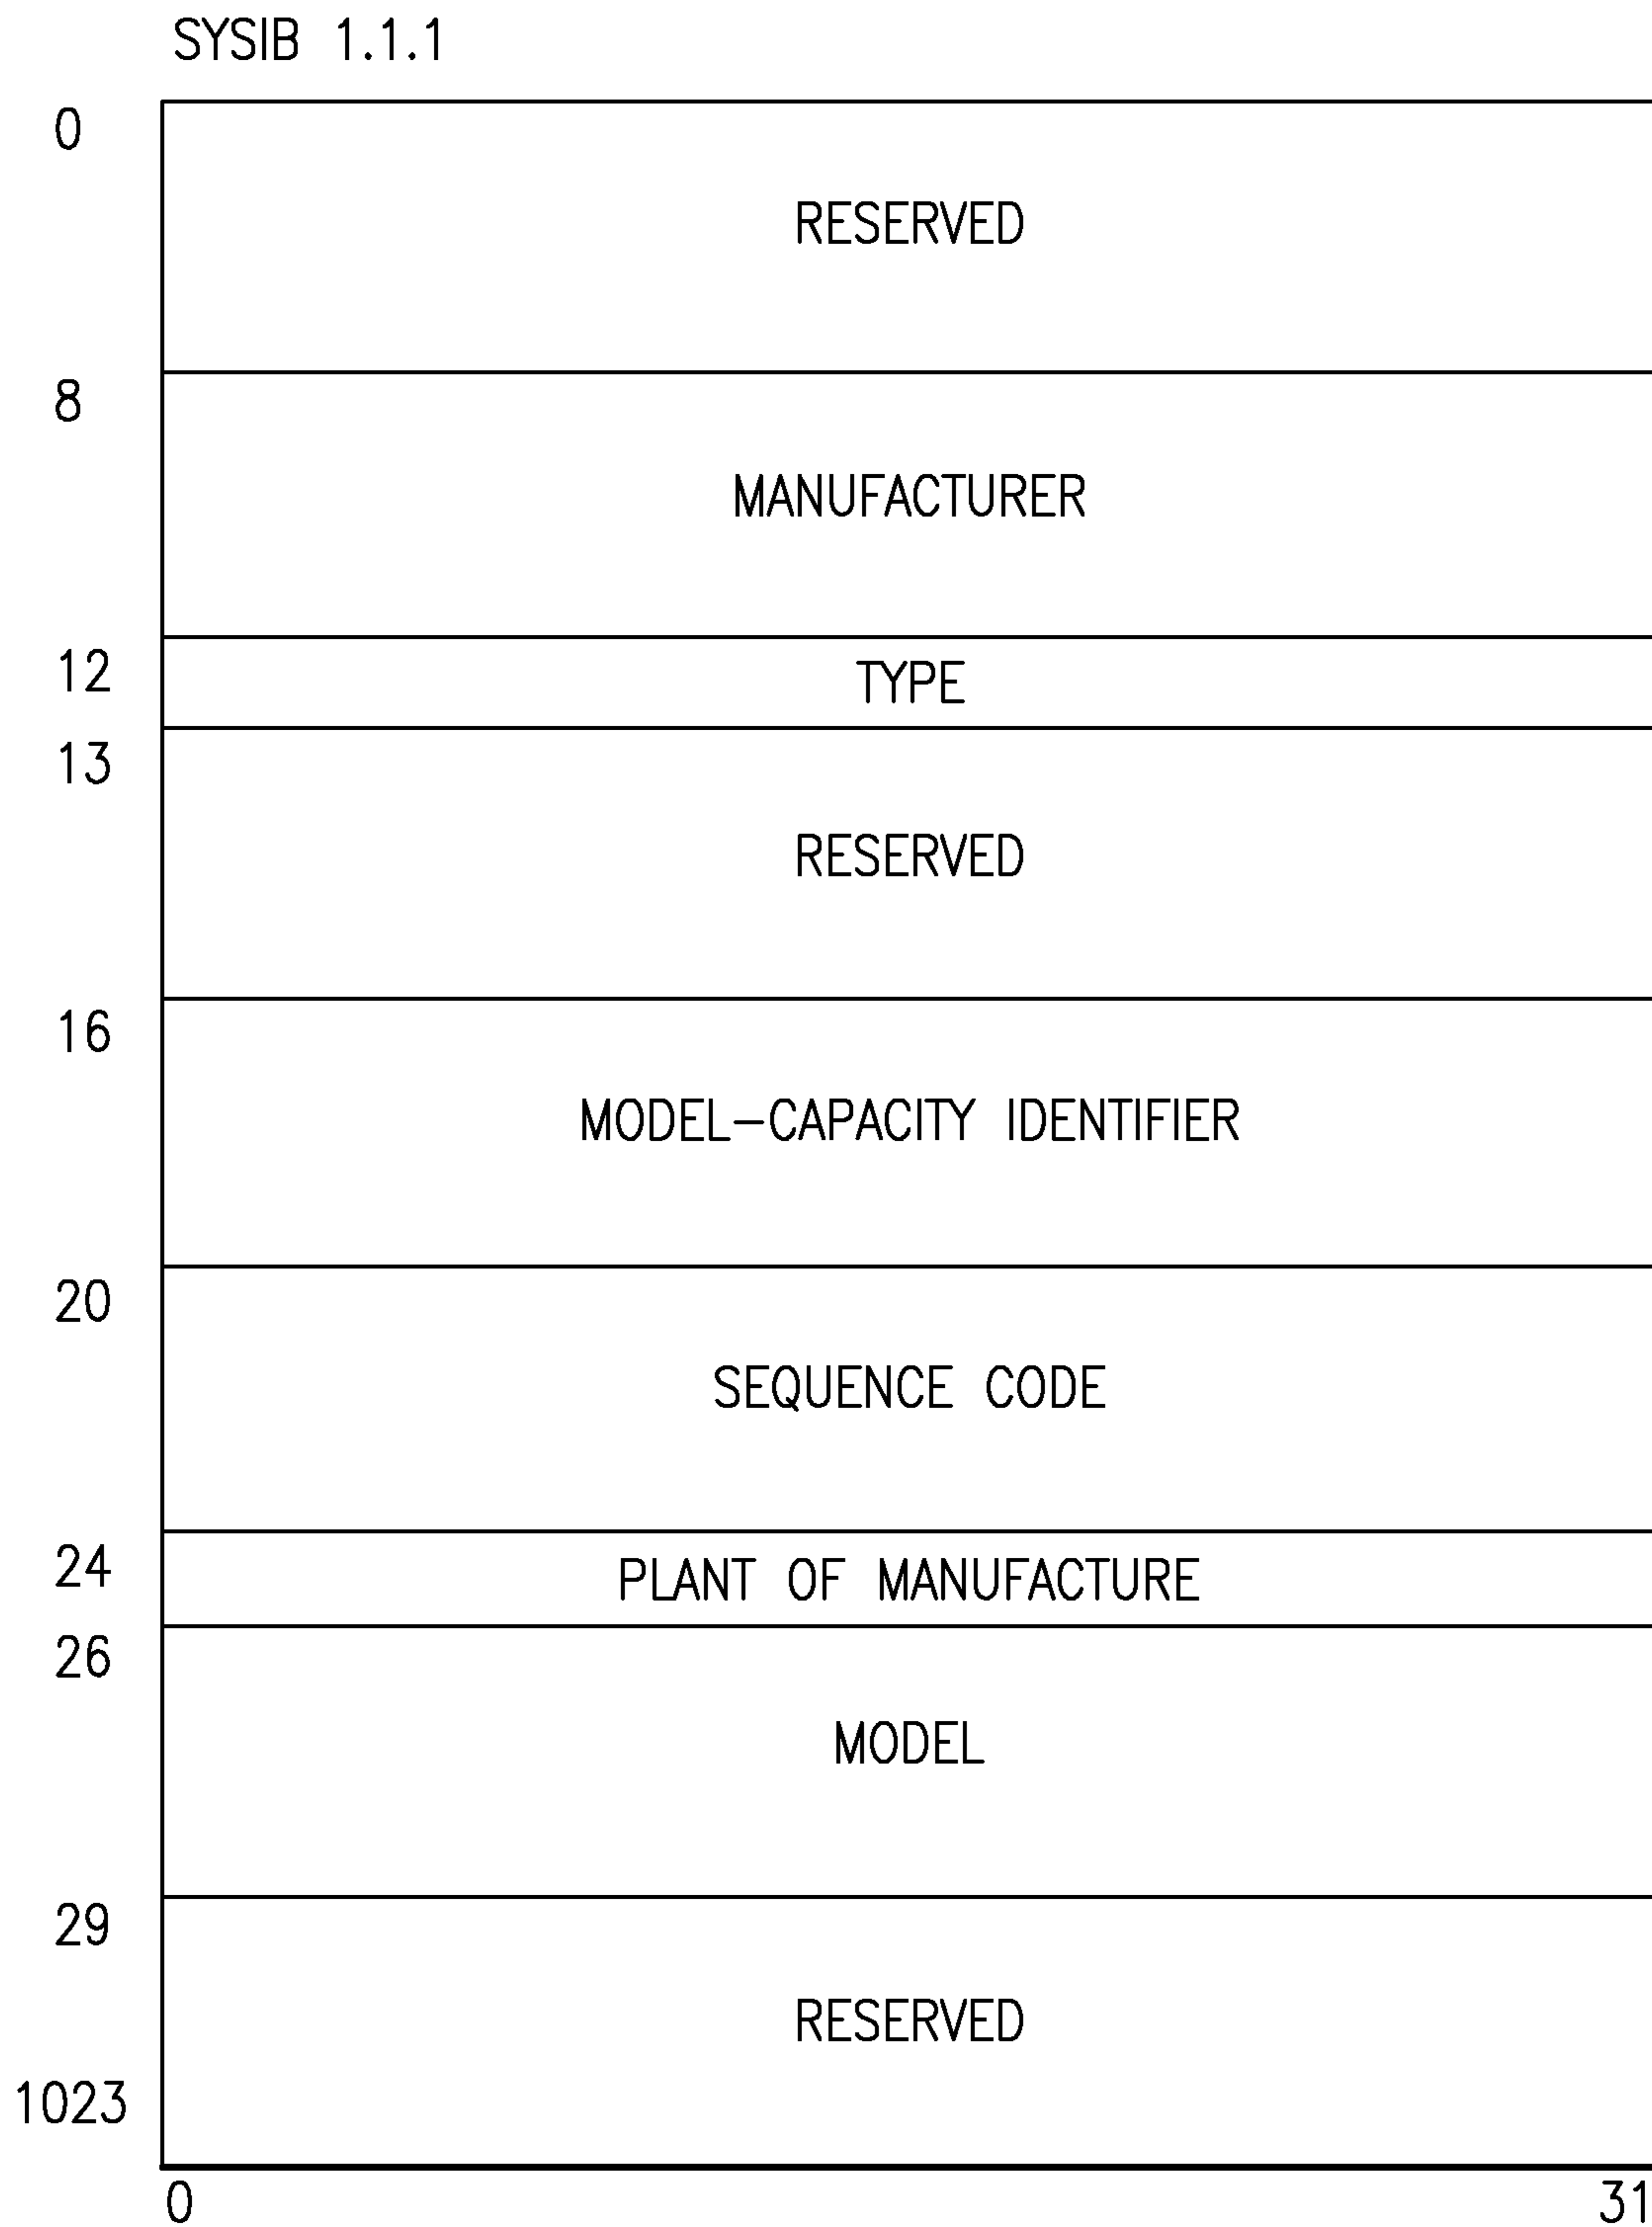 SYSIB 1.1.1
0
RESERVED
8
MANUFACTURER
12 TYPE
13
RESERVED
16
MODEL-CAPACITY IDENTIFIER
20
SEQUENCE CODE
24 PLANT OF MANUFACTURE
26
MODEL
29
RESERVED
1023
0 31